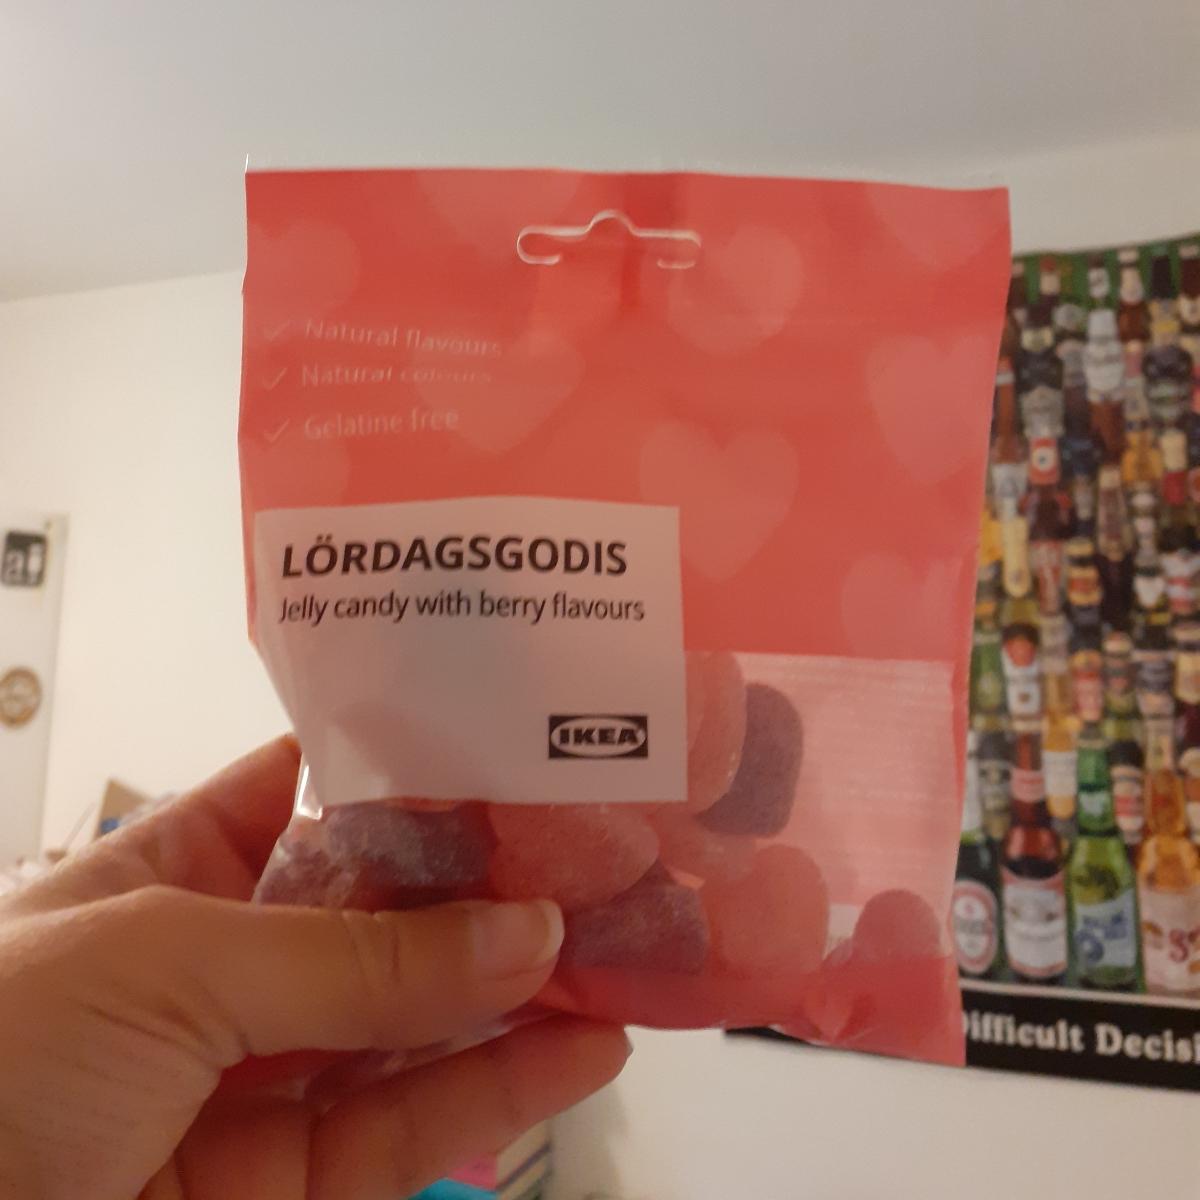 Natural flavours
Natural colours
Gelatine free
LÖRDAGSGODIS
Jelly candy with berry flavours
IKEA
Difficult Decisi